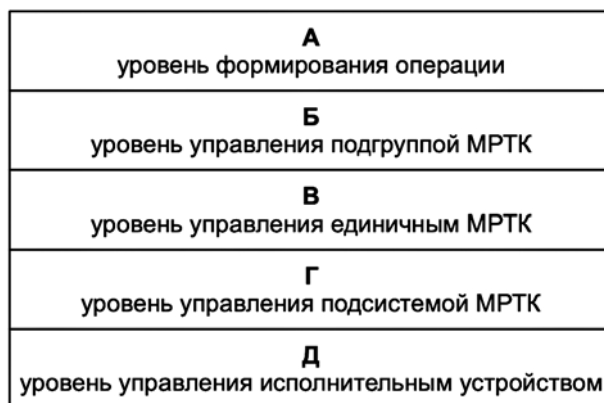 А
уровень формирования операции
Б
уровень управления подгруппой МРТК
В
уровень управления единичным МРТК
Г
уровень управления подсистемой МРТК
Д
уровень управления исполнительным устройством